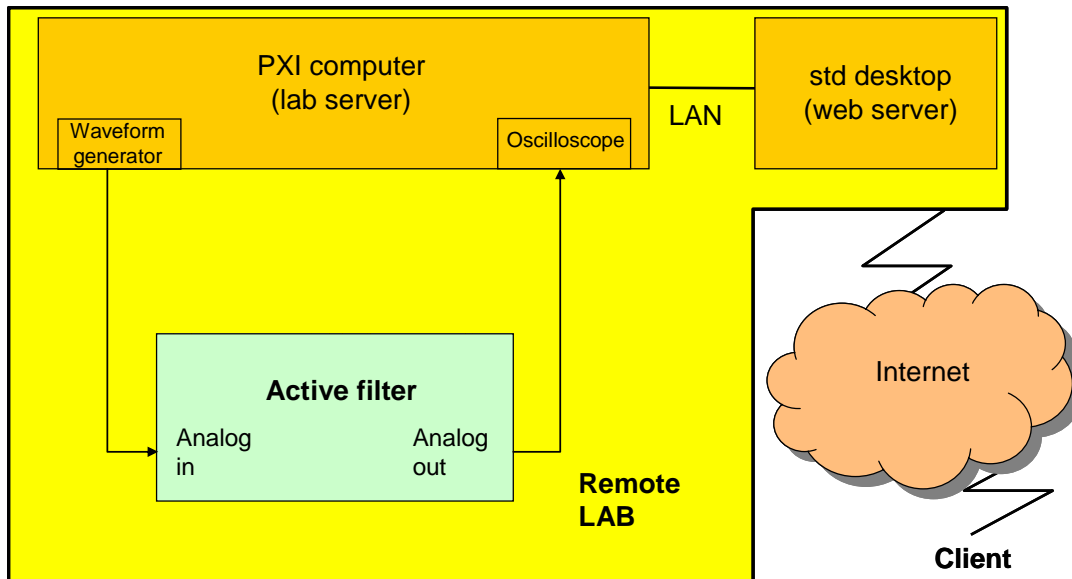 PXI computer
(lab server)
std desktop
(web server)
LAN
Waveform
generator
Oscilloscope
Internet
Active filter
Analog
in
Analog
out
Remote
LAB
Client